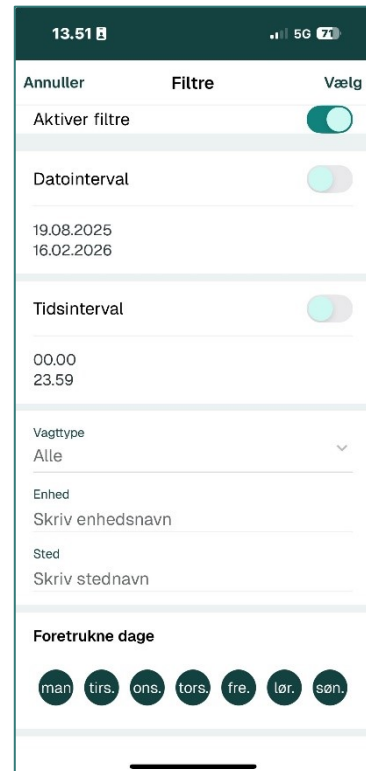 13.51 5G 71
Annuller Filtre Vælg
Aktiver filtre
Datointerval
19.08.2025
16.02.2026
Tidsinterval
00.00
23.59
Vagttype
Alle
Enhed
Skriv enhedsnavn
Sted
Skriv stednavn
Foretrukne dage
man tirs. ons. tors. fre. lør. søn.